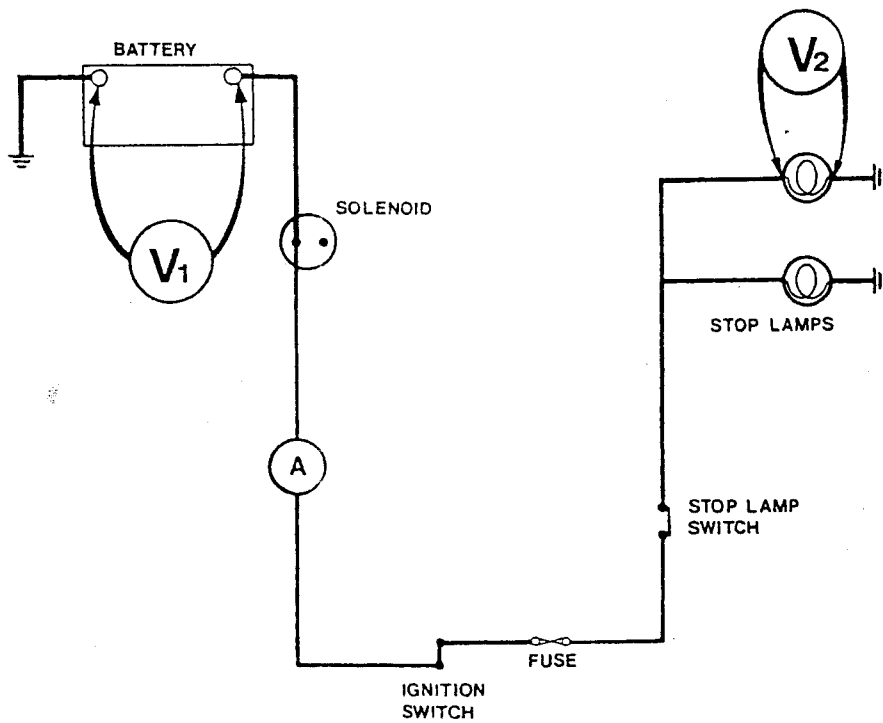 BATTERY
V2
SOLENOID
V1
STOP LAMPS
A
STOP LAMP
SWITCH
FUSE
IGNITION
SWITCH